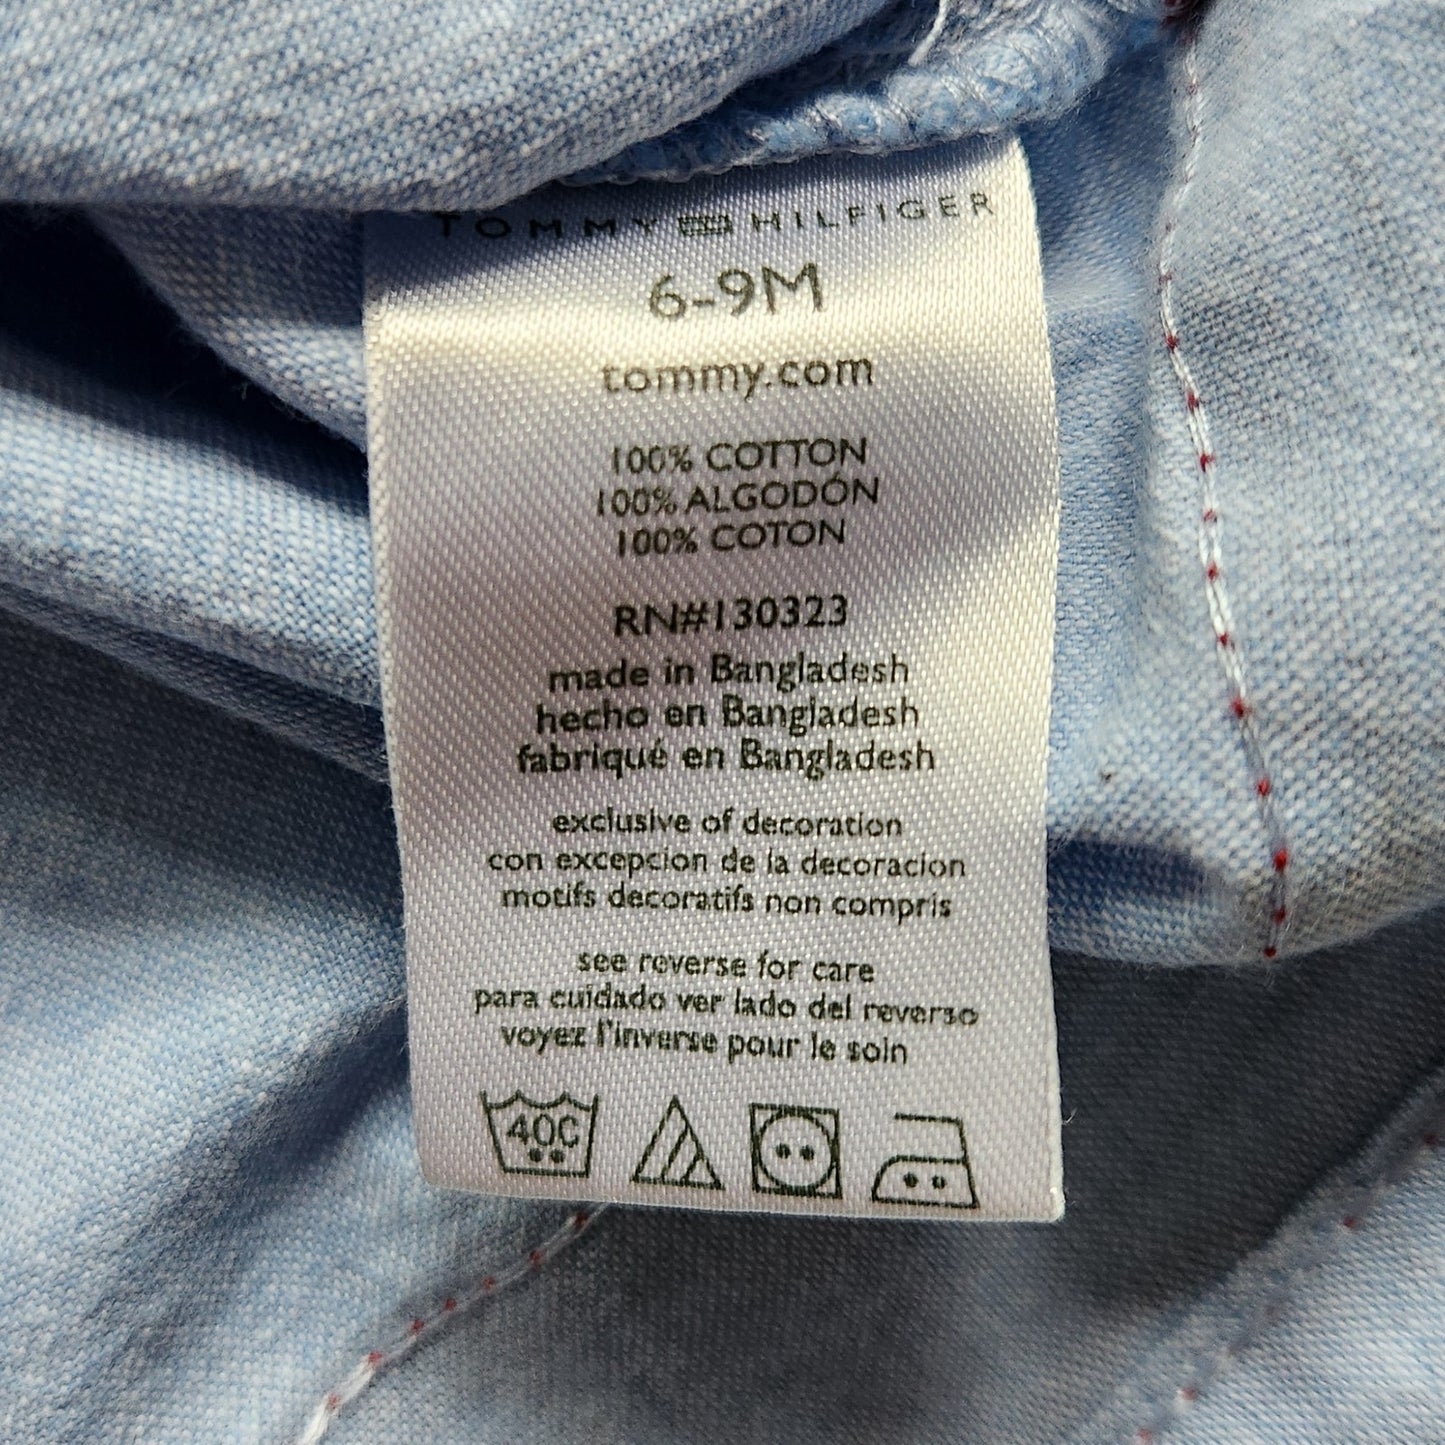 TOMMY HILFIGER
6-9M
tommy.com
100% COTTON
100% ALGODÓN
100% COTON
RN#130323
made in Bangladesh
hecho en Bangladesh
fabriqué en Bangladesh
exclusive of decoration
con excepcion de la decoracion
motifs decoratifs non compris
see reverse for care
para cuidado ver lado del reverso
voyez l'inverse pour le soin
40C